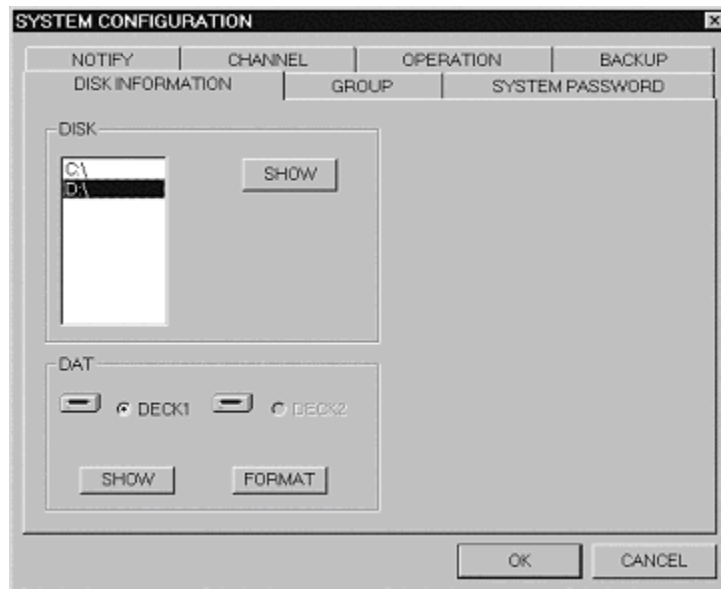 SYSTEM CONFIGURATION
NOTIFY CHANNEL OPERATION BACKUP
DISK INFORMATION GROUP SYSTEM PASSWORD
DISK
C:\
SHOW
D:\
DAT
DECK1 DECK2
SHOW FORMAT
OK CANCEL